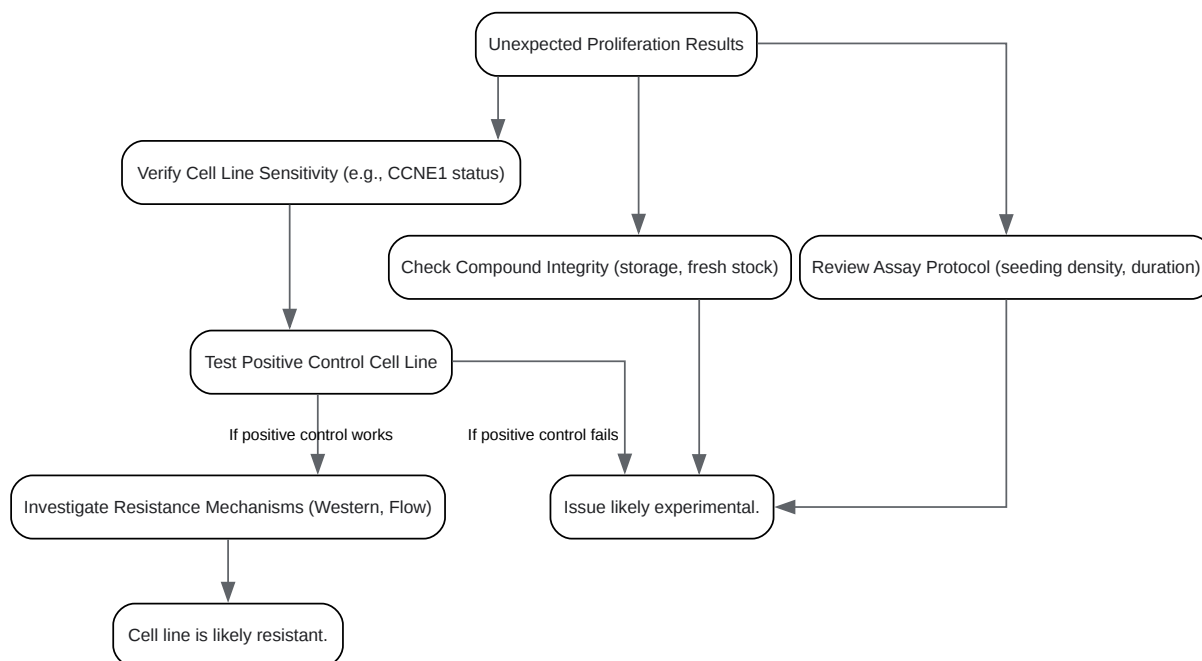 Unexpected Proliferation Results
Verify Cell Line Sensitivity (e.g., CCNE1 status)
Check Compound Integrity (storage, fresh stock)
Review Assay Protocol (seeding density, duration)
Test Positive Control Cell Line
If positive control works
If positive control fails
Investigate Resistance Mechanisms (Western, Flow)
Issue likely experimental.
Cell line is likely resistant.